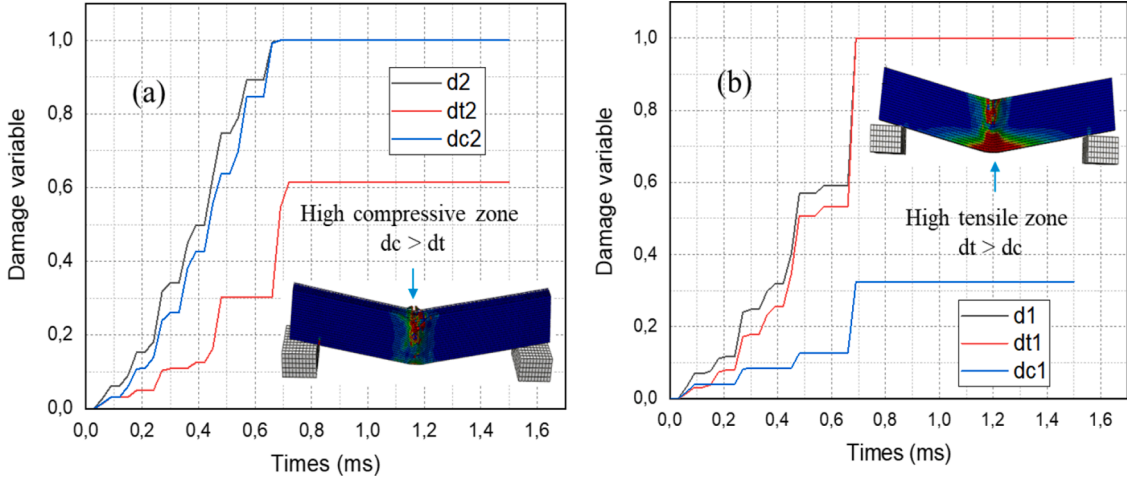 (a)
Damage variable
1,0
0,8
0,6
0,4
0,2
0,0
0,0 0,2 0,4 0,6 0,8 1,0 1,2 1,4 1,6
Times (ms)
d2
dt2
dc2
High compressive zone
dc > dt
(b)
Damage variable
1,0
0,8
0,6
0,4
0,2
0,0
0,0 0,2 0,4 0,6 0,8 1,0 1,2 1,4 1,6
Times (ms)
High tensile zone
dt > dc
d1
dt1
dc1